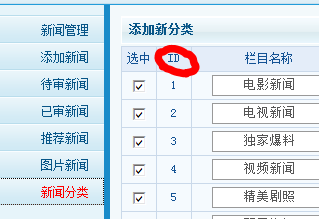 新闻管理
添加新闻
待审新闻
已审新闻
推荐新闻
图片新闻
新闻分类
添加新分类
选中 ID 栏目名称
1 电影新闻
2 电视新闻
3 独家爆料
4 视频新闻
5 精美剧照